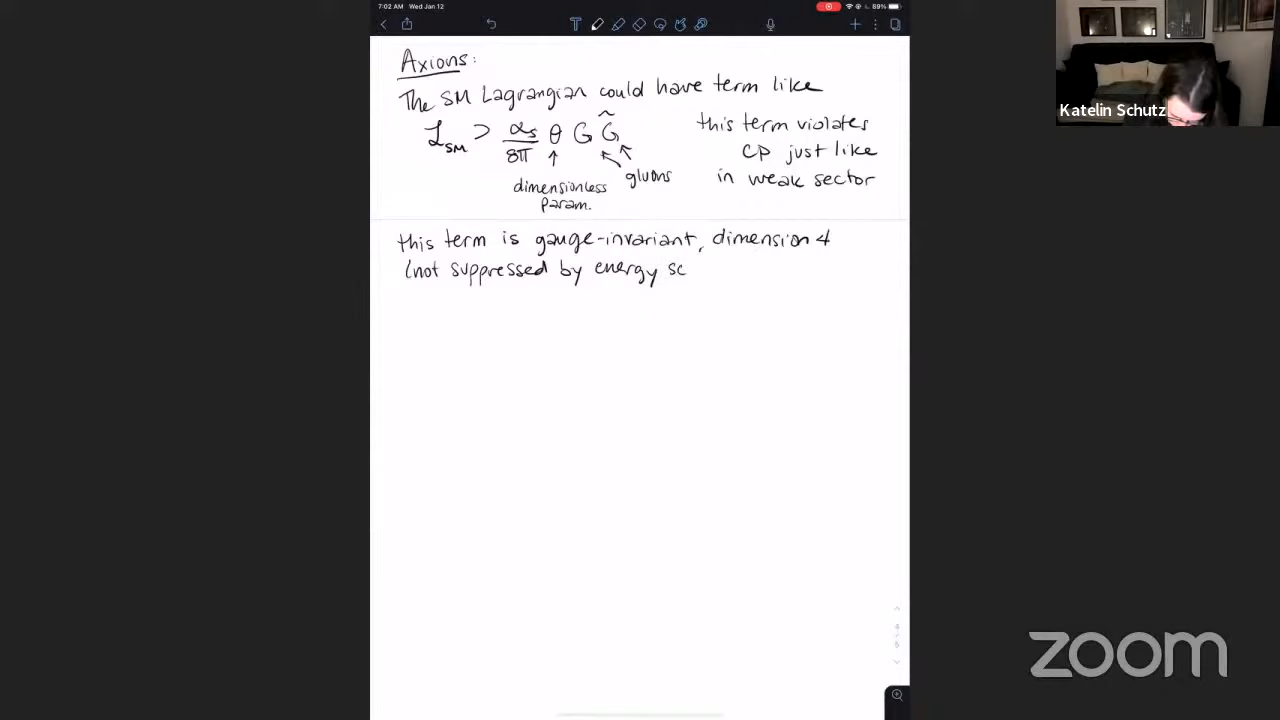 7:02 AM Wed Jan 12
89%
Axions:
The SM Lagrangian could have term like
ℒ_SM > α_s/8π θ G G̃
this term violates
CP just like
in weak sector
gluons
dimensionless
param.
this term is gauge-invariant, dimension 4
(not suppressed by energy sc
Katelin Schutz
zoom